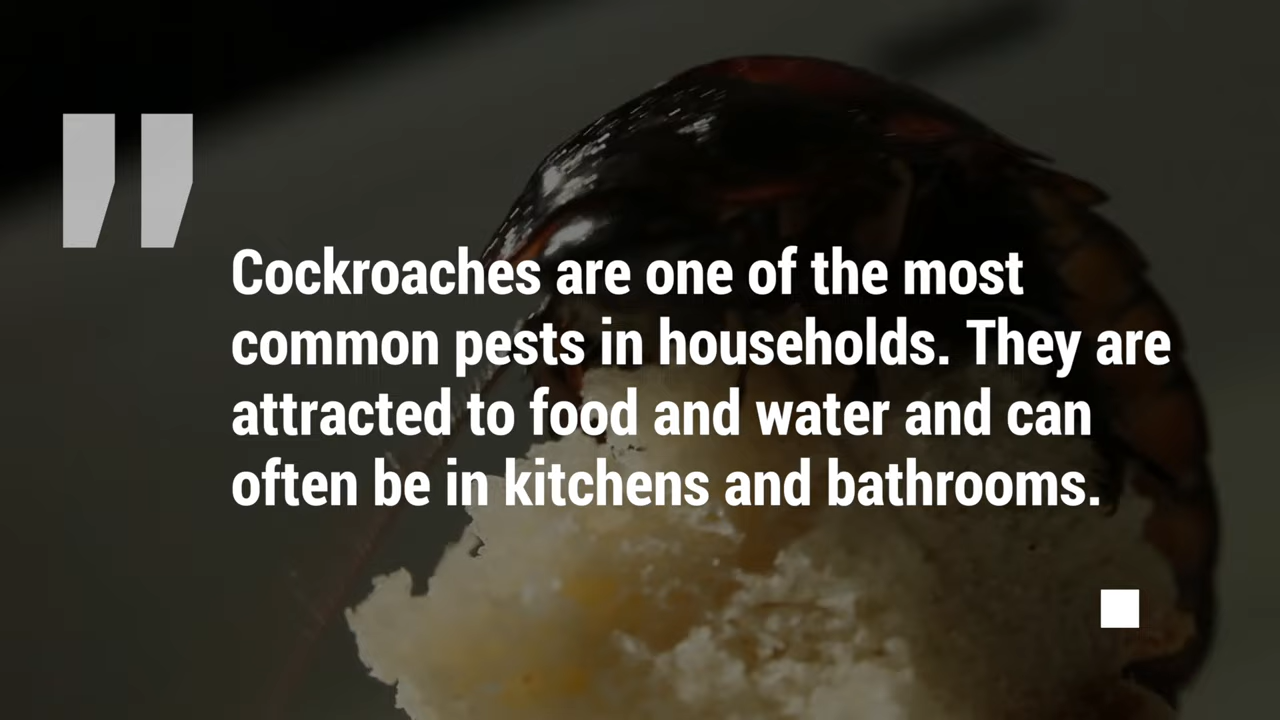 "
Cockroaches are one of the most
common pests in households. They are
attracted to food and water and can
often be in kitchens and bathrooms.